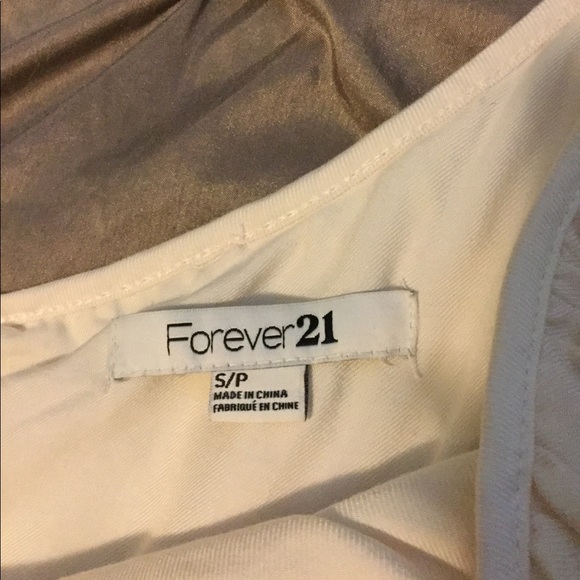 Forever21
S/P
MADE IN CHINA
FABRIQUÉ EN CHINE